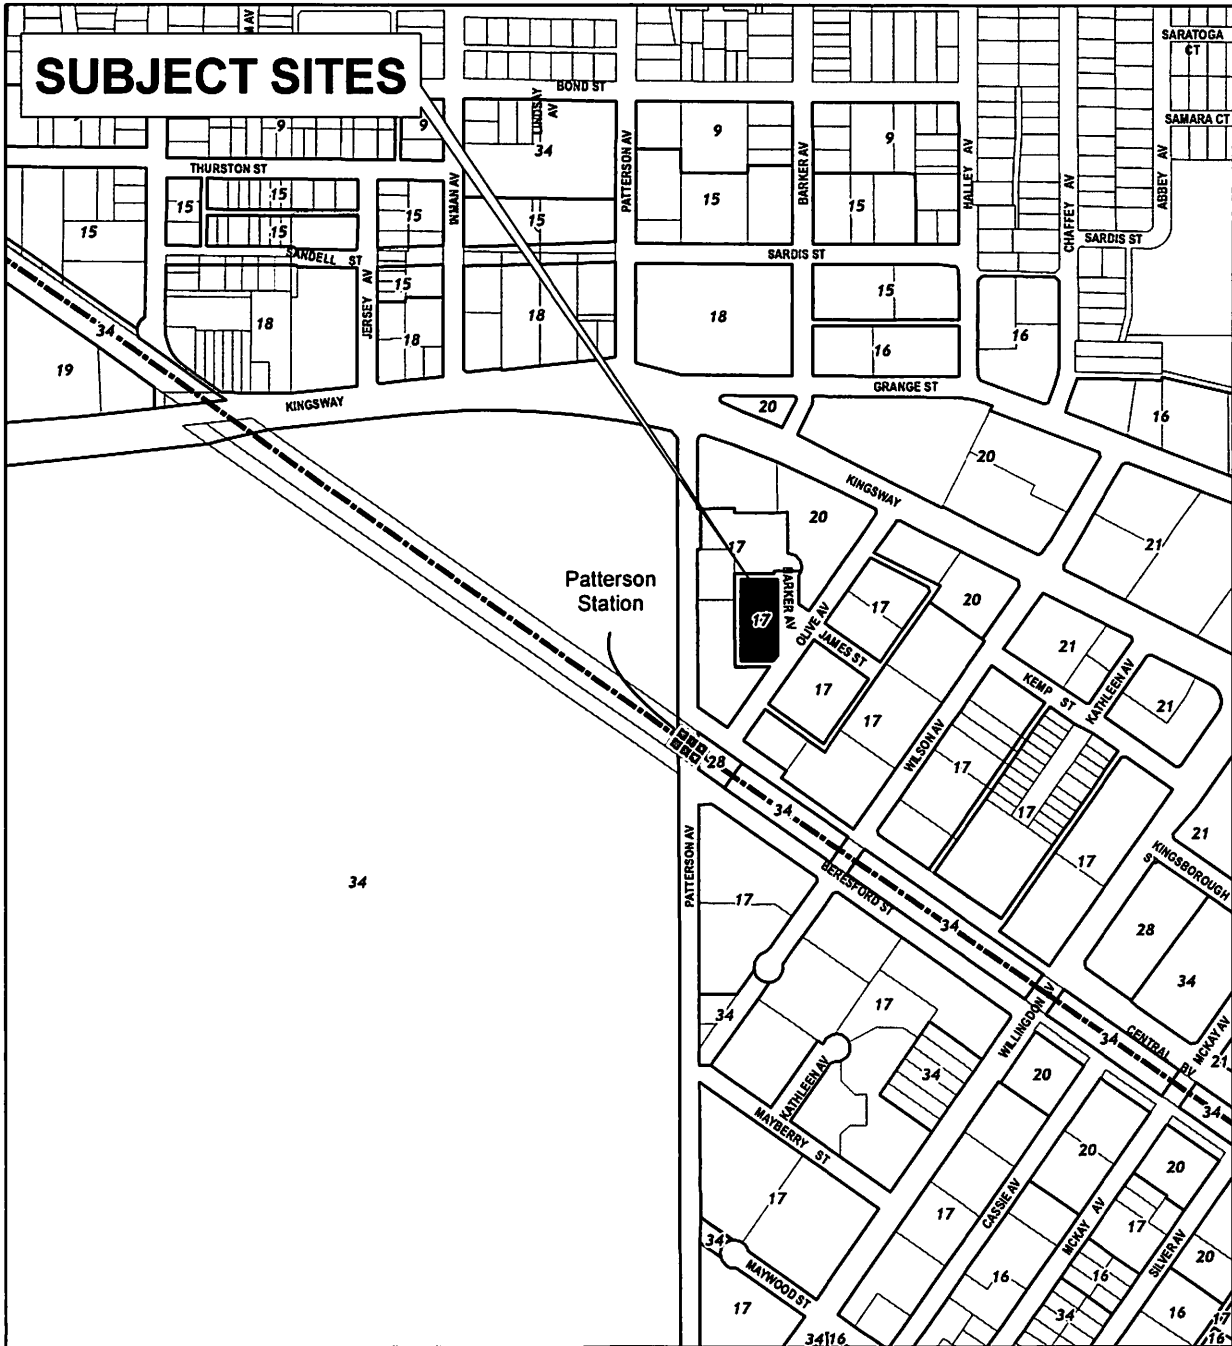 SUBJECT SITES
SARATOGA
CT
BOND ST
LINDSAY
AV
PATTERSON AV
9
9
SAMARA CT
9
9
34
BARKER AV
HALLEY AV
CHAFFEY AV
ABBEY AV
THURSTON ST
INMAN AV
15
15
15
15
15
15
15
15
SANDELL ST
SARDIS ST
SARDIS ST
JERSEY AV
15
15
34
18
18
18
18
16
16
19
KINGSWAY
GRANGE ST
20
16
20
KINGSWAY
20
21
17
Patterson
Station
BARKER AV
17
OLIVE AV
JAMES ST
17
20
21
KATHLEEN AV
KEMP ST
21
17
17
WILSON AV
17
28
34
17
17
21
KINGSBOROUGH
ST
PATTERSON AV
BERESFORD ST
34
17
34
28
34
17
34
WILLINGDON AV
CENTRAL BV
34
MCKAY AV
21
34
KATHLEEN AV
34
20
MAYBERRY ST
20
20
17
CASSIE AV
17
MCKAY AV
17
SILVER AV
20
34
MAYWOOD ST
16
16
34
16
17
16
17
34
16